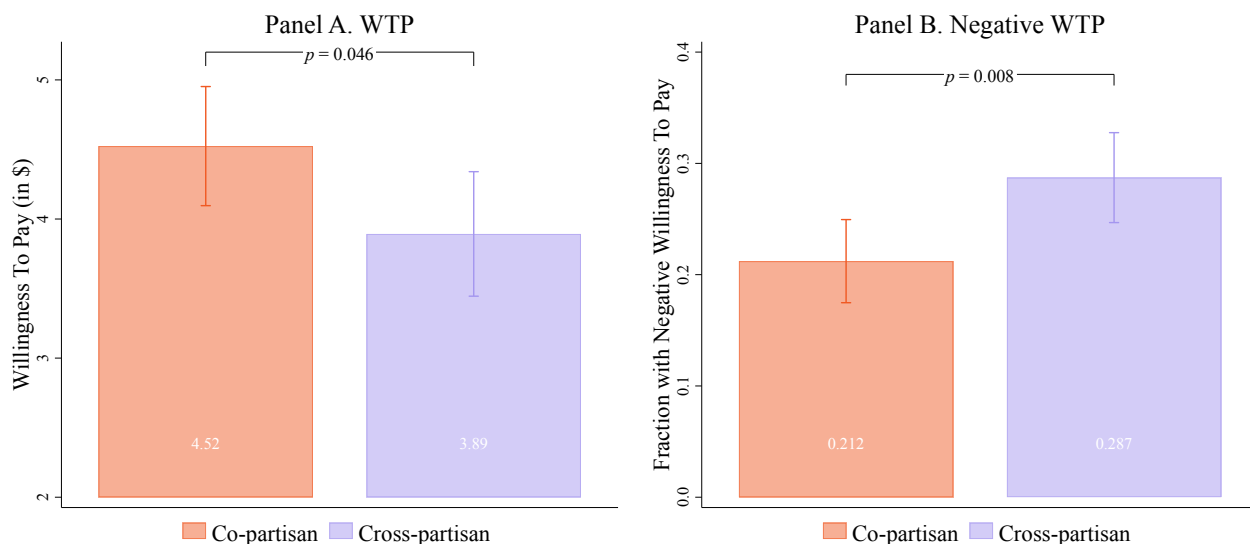 Panel A. WTP
p = 0.046
Willingness To Pay (in $)
5
4
3
2
4.52
3.89
Co-partisan
Cross-partisan
Panel B. Negative WTP
p = 0.008
Fraction with Negative Willingness To Pay
0.4
0.3
0.2
0.1
0.0
0.212
0.287
Co-partisan
Cross-partisan